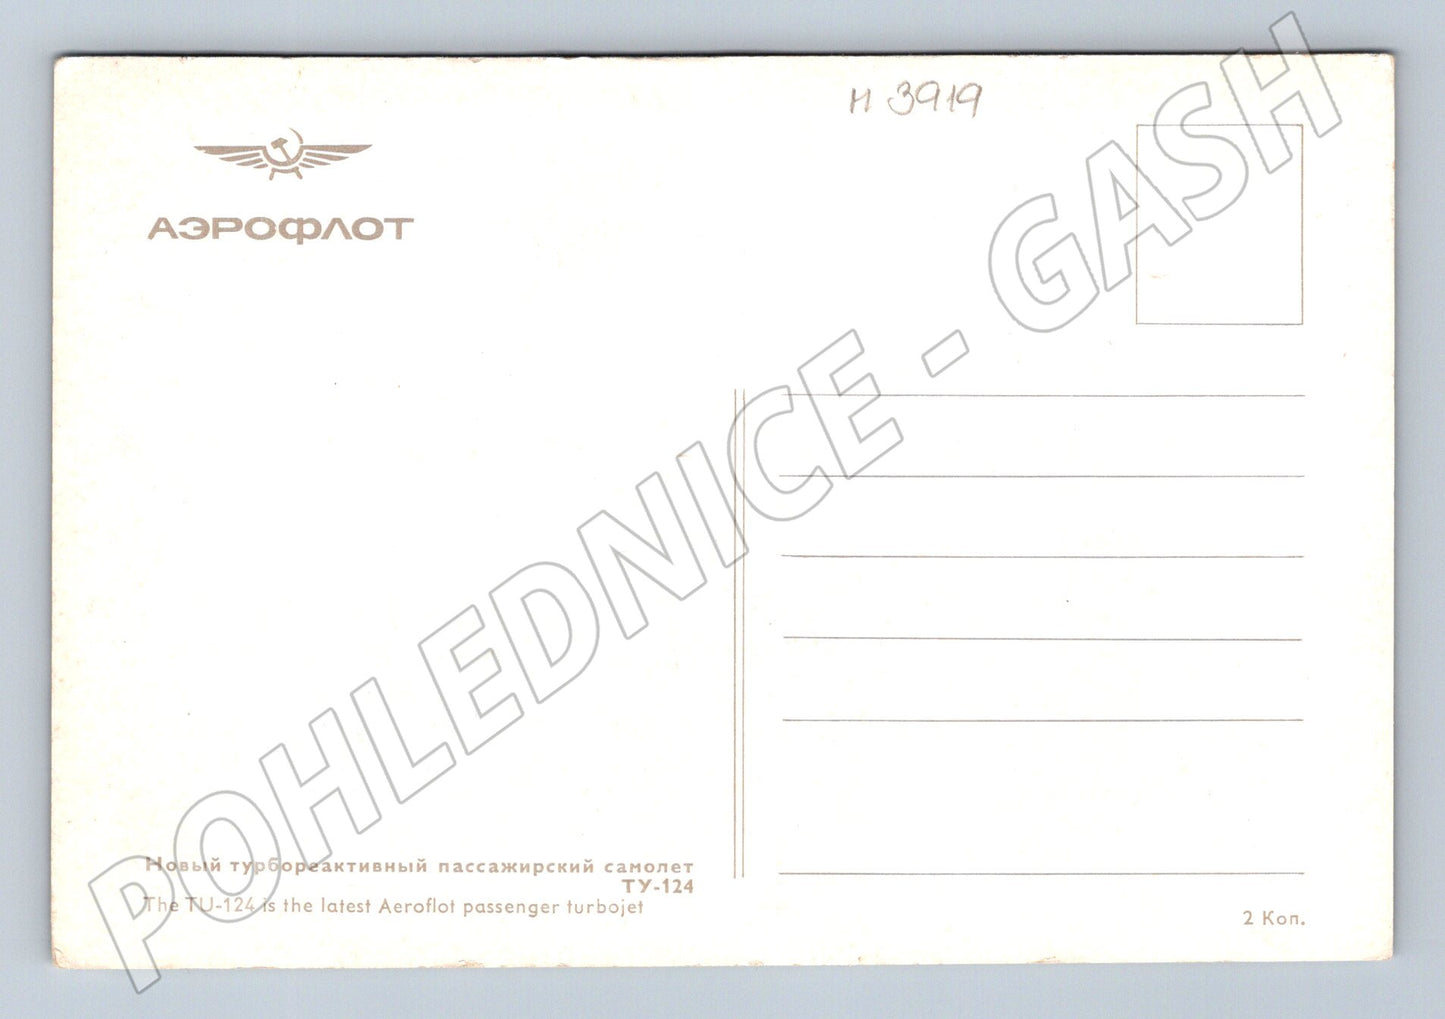 И 3919
АЭРОФЛОТ
POHLEDNICE - GASH
Новый турбореактивный пассажирский самолет
ТУ-124
The TU-124 is the latest Aeroflot passenger turbojet
2 Коп.